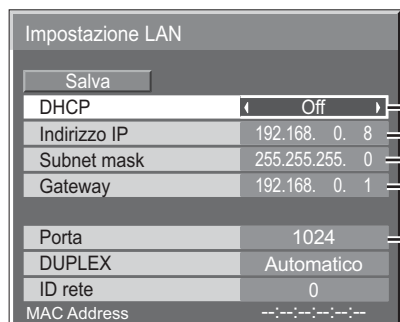 Impostazione LAN
Salva
DHCP Off
Indirizzo IP 192.168. 0. 8
Subnet mask 255.255.255. 0
Gateway 192.168. 0. 1
Porta 1024
DUPLEX Automatico
ID rete 0
MAC Address --:--:--:--:--:--